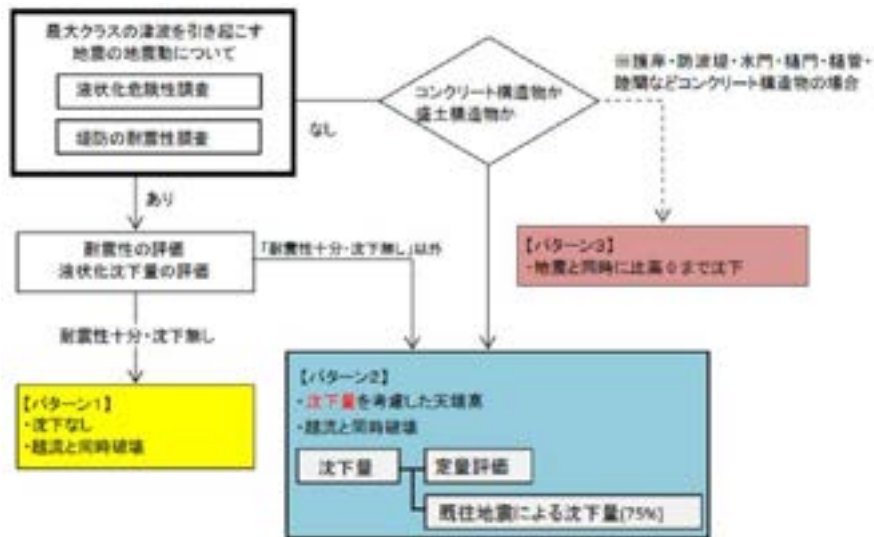 最大クラスの津波を引き起こす
地震の地震動について
液状化危険性調査
堤防の耐震性調査
なし
コンクリート構造物か
盛土構造物か
※護岸・防波堤・水門・樋門・樋管・
陸閘などコンクリート構造物の場合
あり
耐震性の評価
液状化沈下量の評価
「耐震性十分・沈下無し」以外
【パターン3】
・地震と同時に比高0まで沈下
耐震性十分・沈下無し
【パターン1】
・沈下なし
・越流と同時破壊
【パターン2】
・沈下量を考慮した天端高
・越流と同時破壊
沈下量
定量評価
既往地震による沈下量(75%)